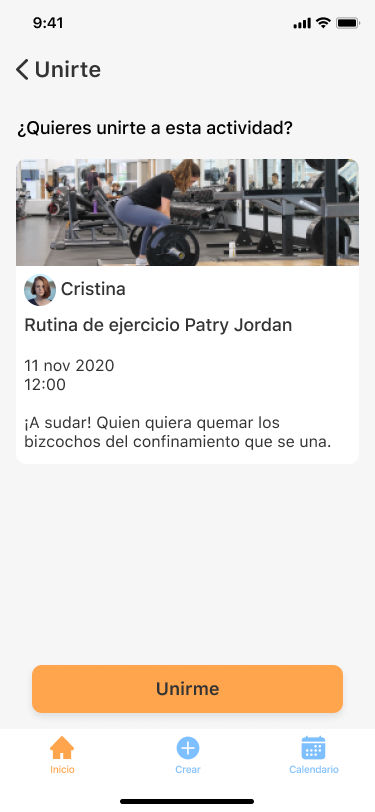 9:41
Unirte
¿Quieres unirte a esta actividad?
Cristina
Rutina de ejercicio Patry Jordan
11 nov 2020
12:00
¡A sudar! Quien quiera quemar los
bizcochos del confinamiento que se una.
Unirme
Inicio
Crear
Calendario